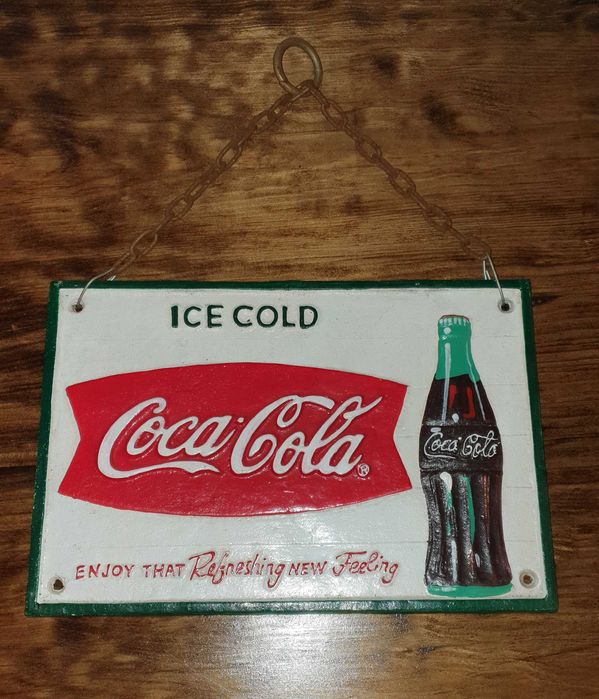 ICE COLD
Coca-Cola®
Coca-Cola
ENJOY THAT Refreshing NEW Feeling